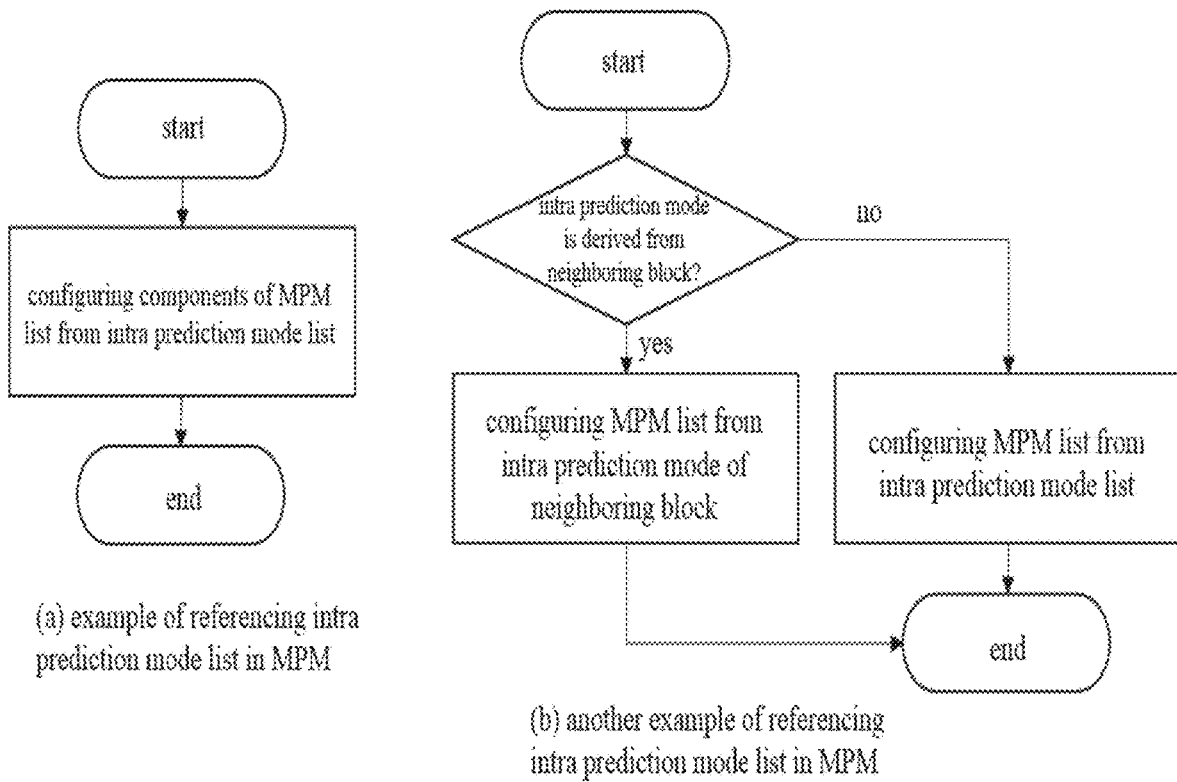 start
configuring components of MPM
list from intra prediction mode list
end
(a) example of referencing intra
prediction mode list in MPM
start
intra prediction mode
is derived from
neighboring block?
no
yes
configuring MPM list from
intra prediction mode of
neighboring block
configuring MPM list from
intra prediction mode list
end
(b) another example of referencing
intra prediction mode list in MPM